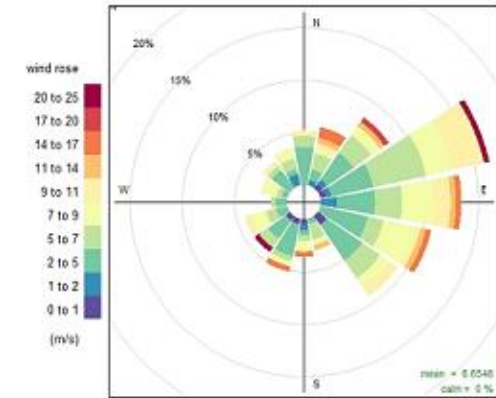 N
20%
wind rose
15%
20 to 25
17 to 20
10%
14 to 17
11 to 14
5%
9 to 11
W
E
7 to 9
5 to 7
2 to 5
1 to 2
0 to 1
(m/s)
mean = 6.6546
S
calm = 0 %